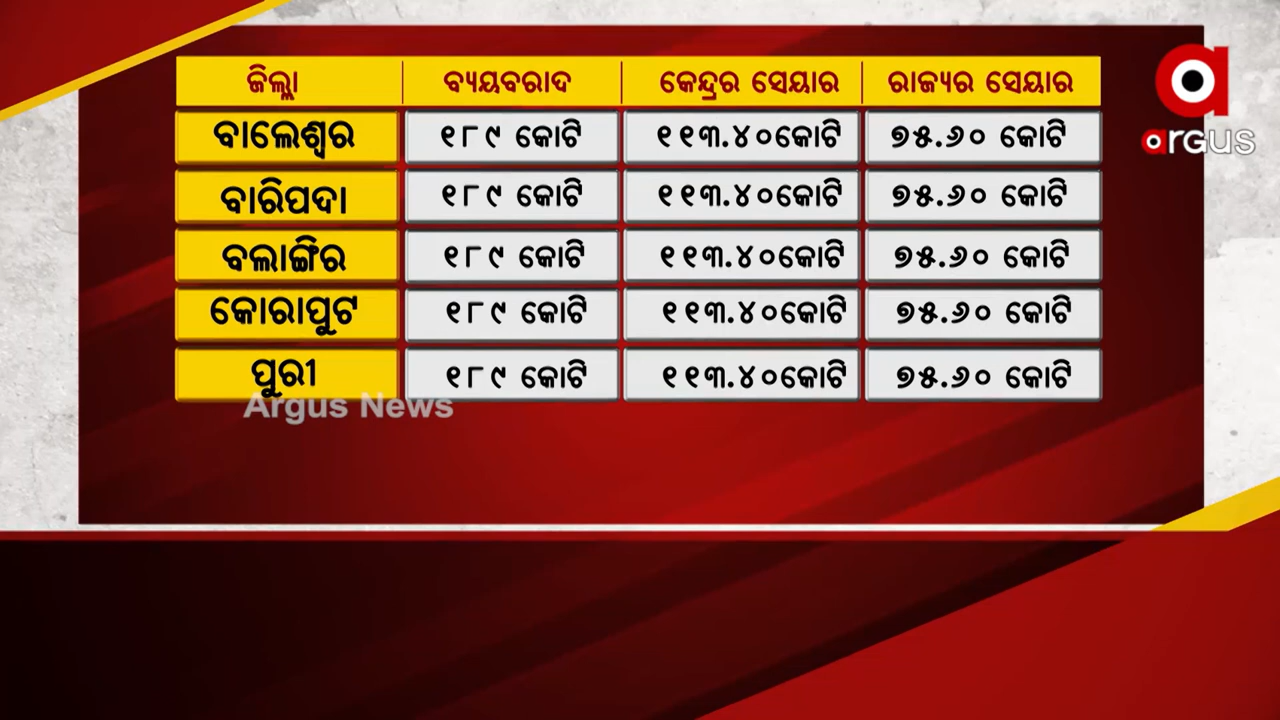 ଜିଲ୍ଲା ବ୍ୟୟବରାଦ କେନ୍ଦ୍ରର ସେୟାର ରାଜ୍ୟର ସେୟାର
ବାଲେଶ୍ୱର ୧୮୯ କୋଟି ୧୧୩.୪୦କୋଟି ୭୫.୬୦ କୋଟି
ବାରିପଦା ୧୮୯ କୋଟି ୧୧୩.୪୦କୋଟି ୭୫.୬୦ କୋଟି
ବଲାଙ୍ଗିର ୧୮୯ କୋଟି ୧୧୩.୪୦କୋଟି ୭୫.୬୦ କୋଟି
କୋରାପୁଟ ୧୮୯ କୋଟି ୧୧୩.୪୦କୋଟି ୭୫.୬୦ କୋଟି
ପୁରୀ ୧୮୯ କୋଟି ୧୧୩.୪୦କୋଟି ୭୫.୬୦ କୋଟି
Argus News
argus